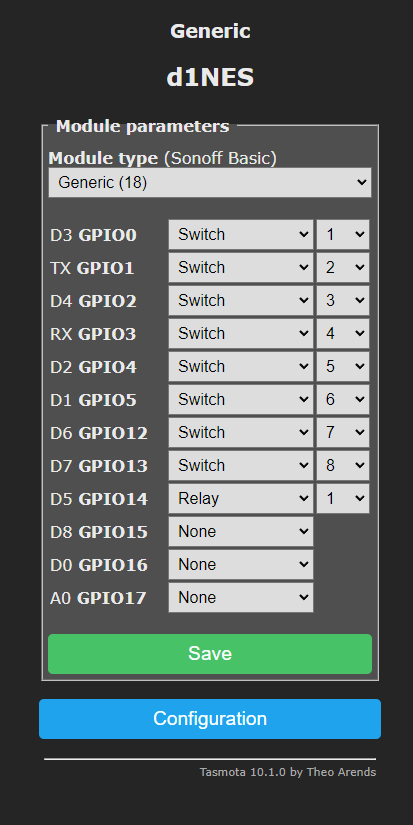 Generic
d1NES
Module parameters
Module type (Sonoff Basic)
Generic (18)
D3 GPIO0 Switch 1
TX GPIO1 Switch 2
D4 GPIO2 Switch 3
RX GPIO3 Switch 4
D2 GPIO4 Switch 5
D1 GPIO5 Switch 6
D6 GPIO12 Switch 7
D7 GPIO13 Switch 8
D5 GPIO14 Relay 1
D8 GPIO15 None
D0 GPIO16 None
A0 GPIO17 None
Save
Configuration
Tasmota 10.1.0 by Theo Arends